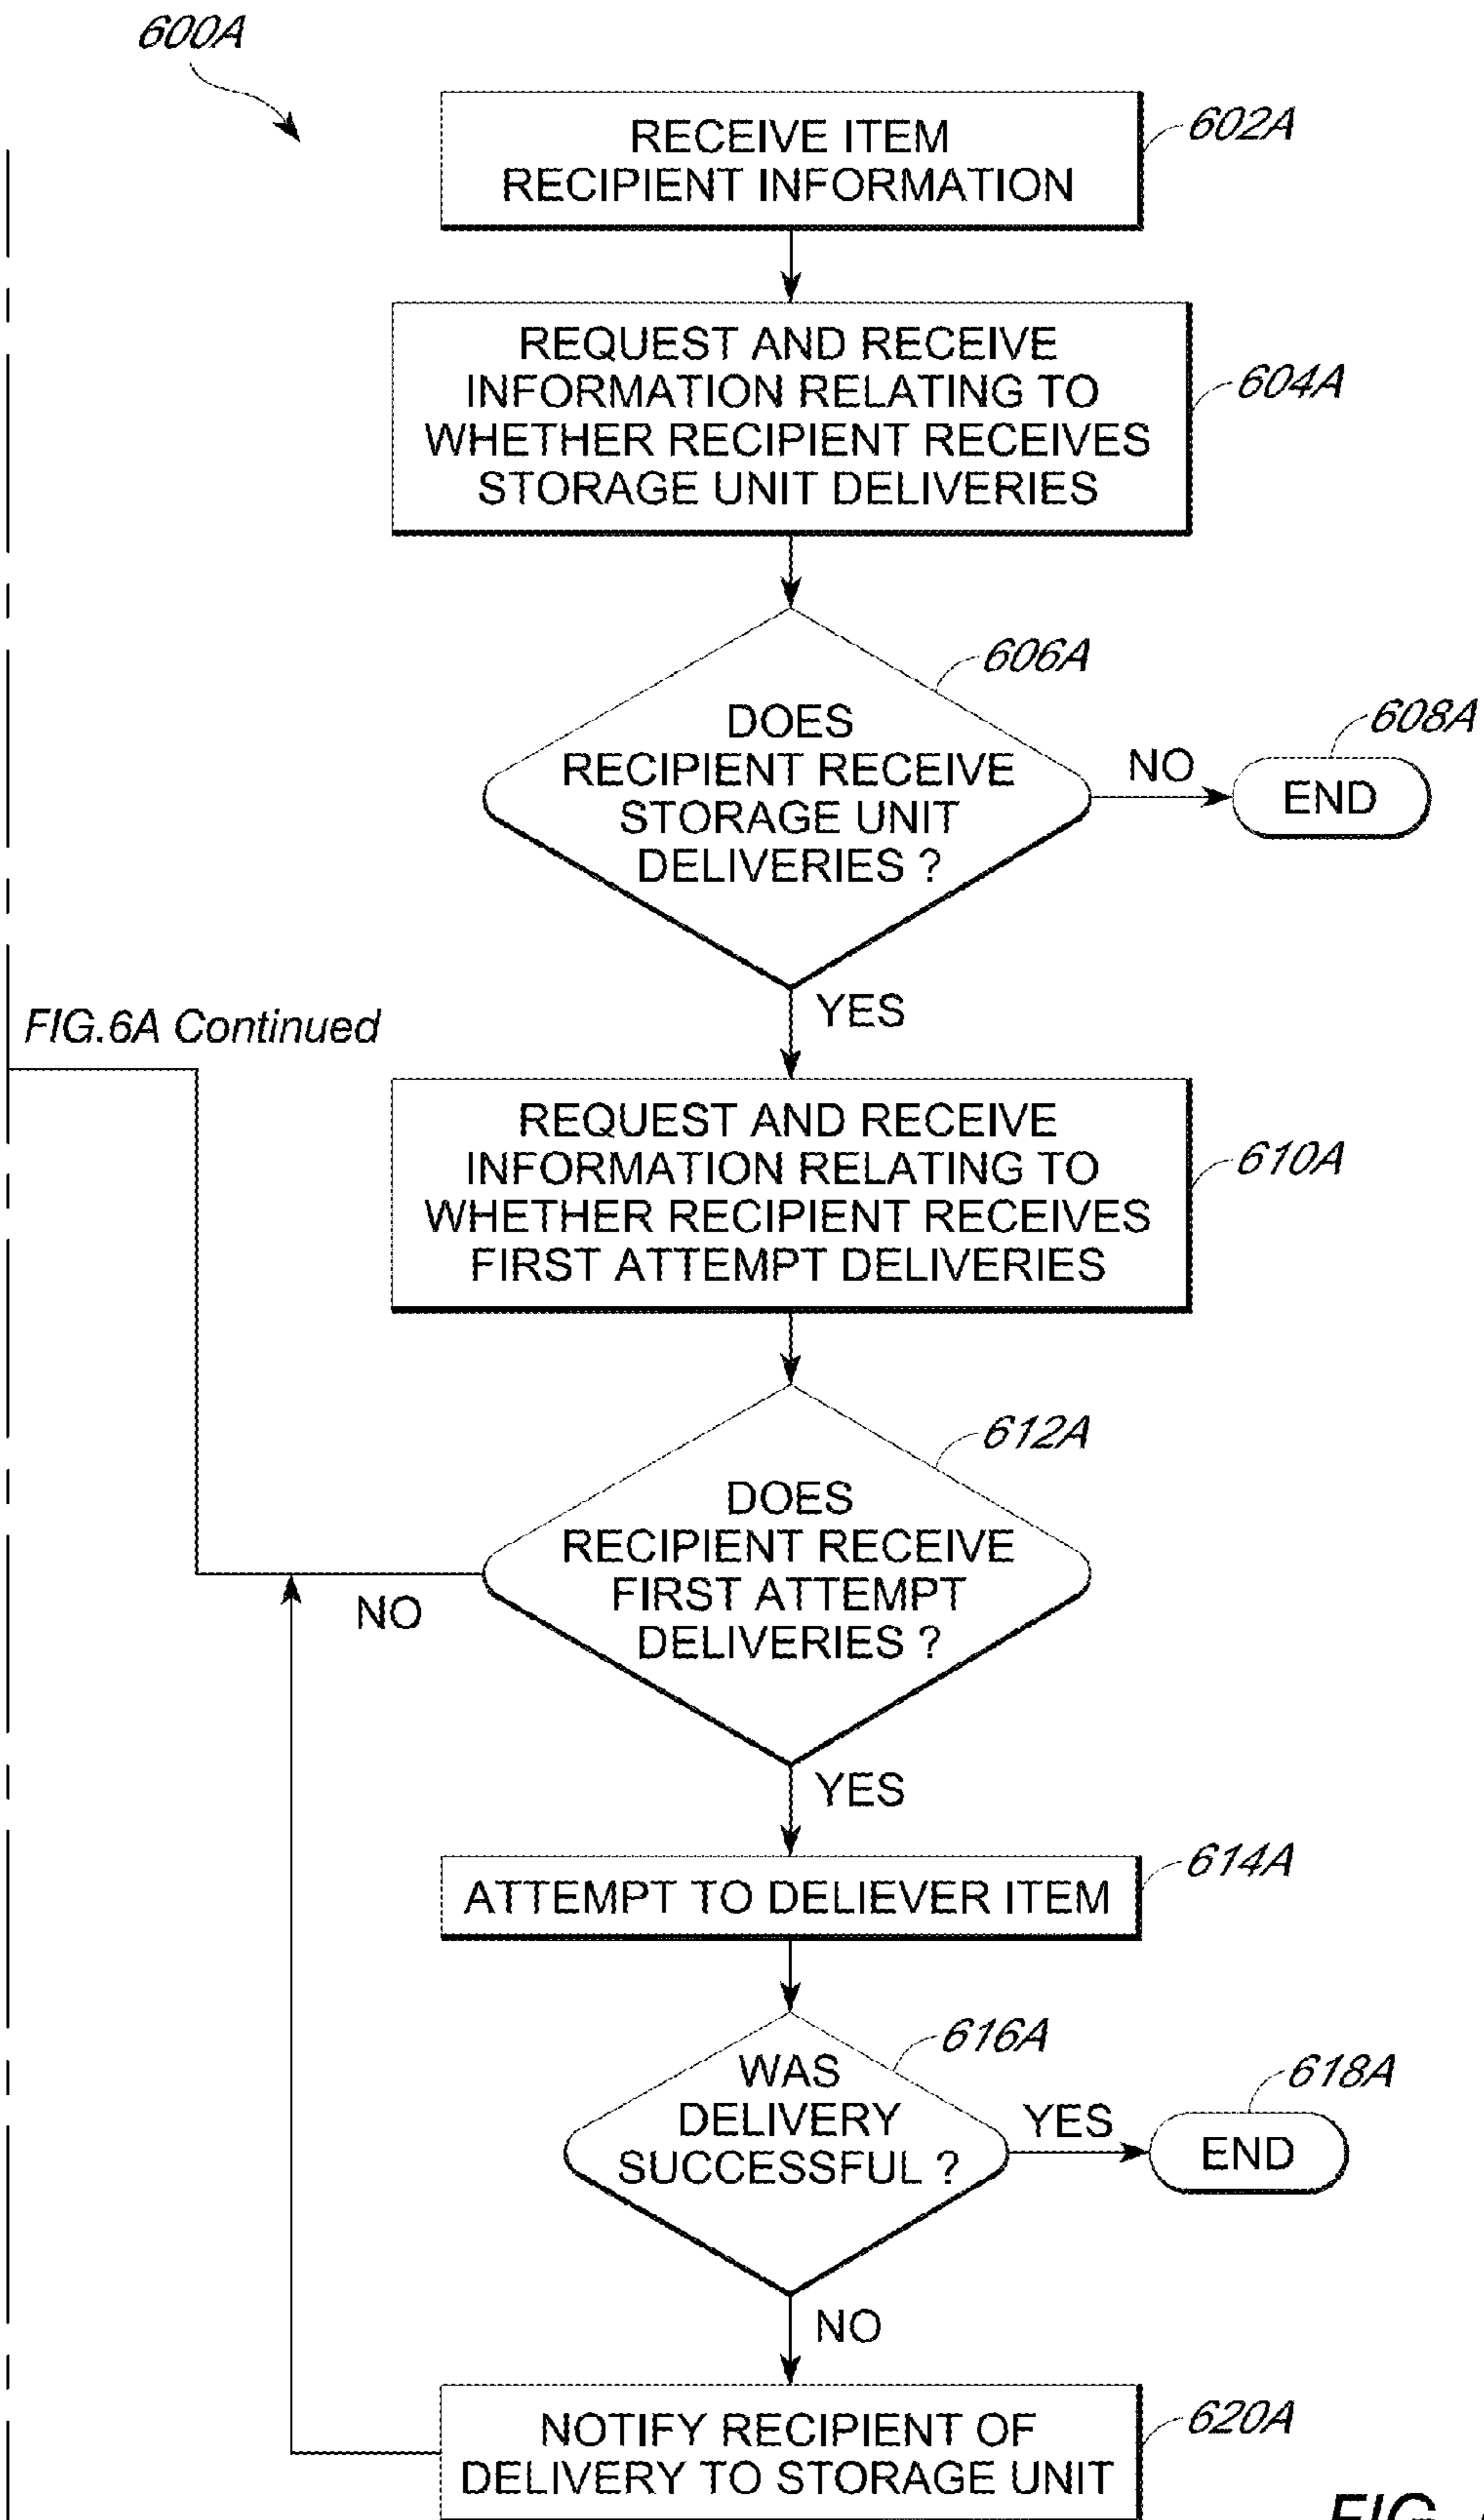 600A
RECEIVE ITEM
RECIPIENT INFORMATION
602A
REQUEST AND RECEIVE
INFORMATION RELATING TO
WHETHER RECIPIENT RECEIVES
STORAGE UNIT DELIVERIES
604A
606A
DOES
RECIPIENT RECEIVE
STORAGE UNIT
DELIVERIES ?
NO
608A
END
YES
FIG.6A Continued
REQUEST AND RECEIVE
INFORMATION RELATING TO
WHETHER RECIPIENT RECEIVES
FIRST ATTEMPT DELIVERIES
610A
612A
DOES
RECIPIENT RECEIVE
FIRST ATTEMPT
DELIVERIES ?
NO
YES
ATTEMPT TO DELIEVER ITEM
614A
616A
WAS
DELIVERY
SUCCESSFUL ?
YES
618A
END
NO
NOTIFY RECIPIENT OF
DELIVERY TO STORAGE UNIT
620A
FIG.